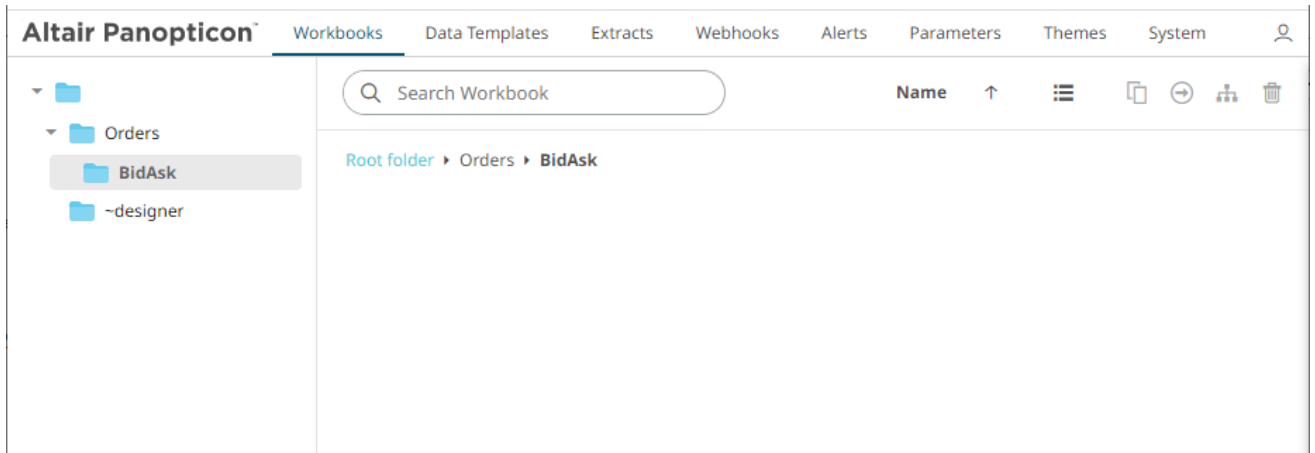 Altair Panopticon™ Workbooks Data Templates Extracts Webhooks Alerts Parameters Themes System
Search Workbook Name
Orders
Root folder Orders BidAsk
BidAsk
~designer